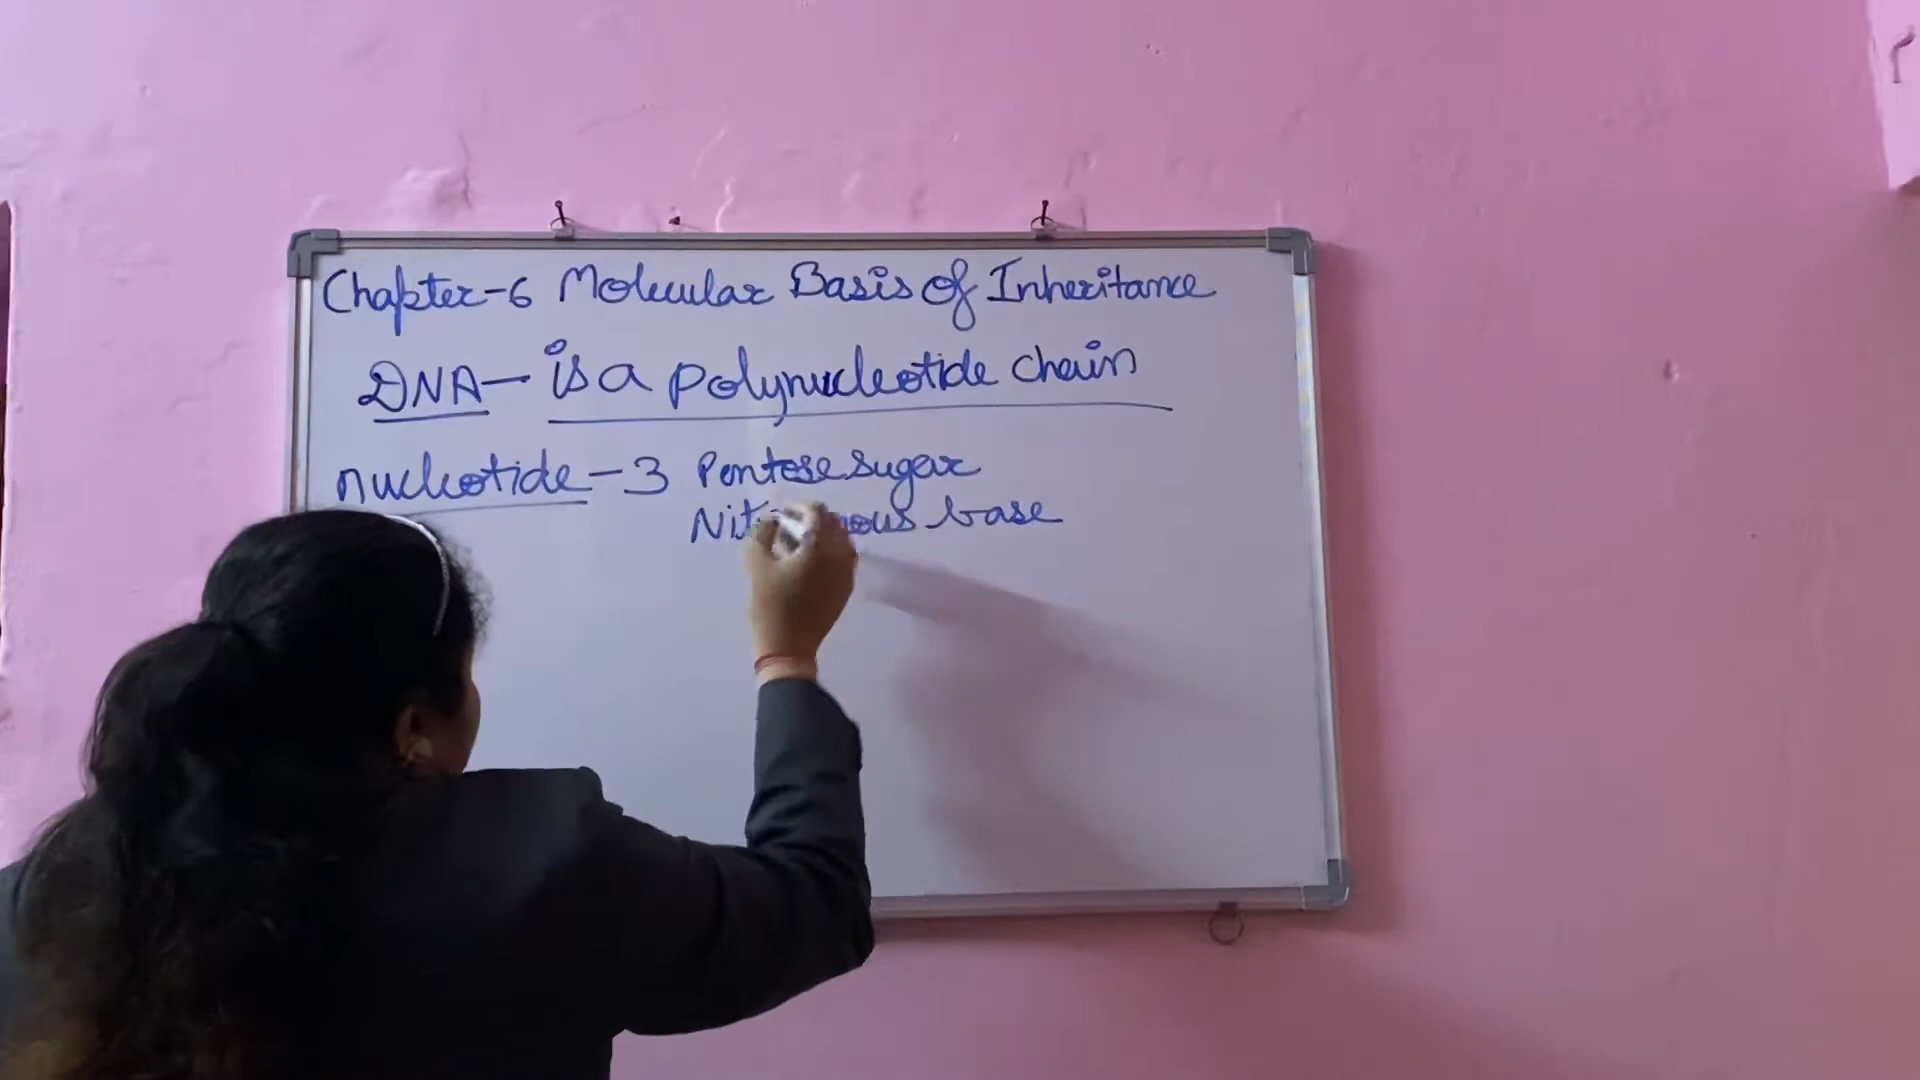 Chapter-6 Molecular Basis of Inheritance
DNA- is a polynucleotide chain
nucleotide-3 Pentose sugar
base